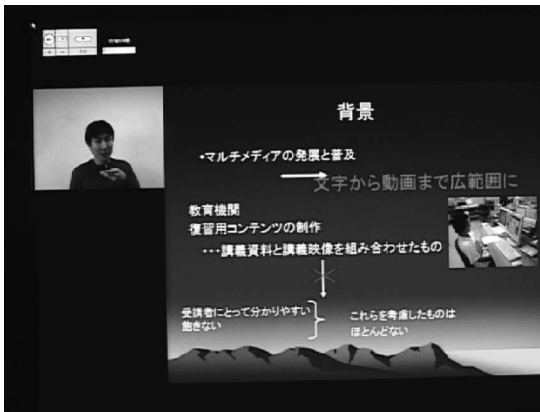 背景
•マルチメディアの発展と普及
文字から動画まで広範囲に
教育機関
復習用コンテンツの制作
･･･講義資料と講義映像を組み合わせたもの
受講者にとって分かりやすい
飽きない
これらを考慮したものは
ほとんどない